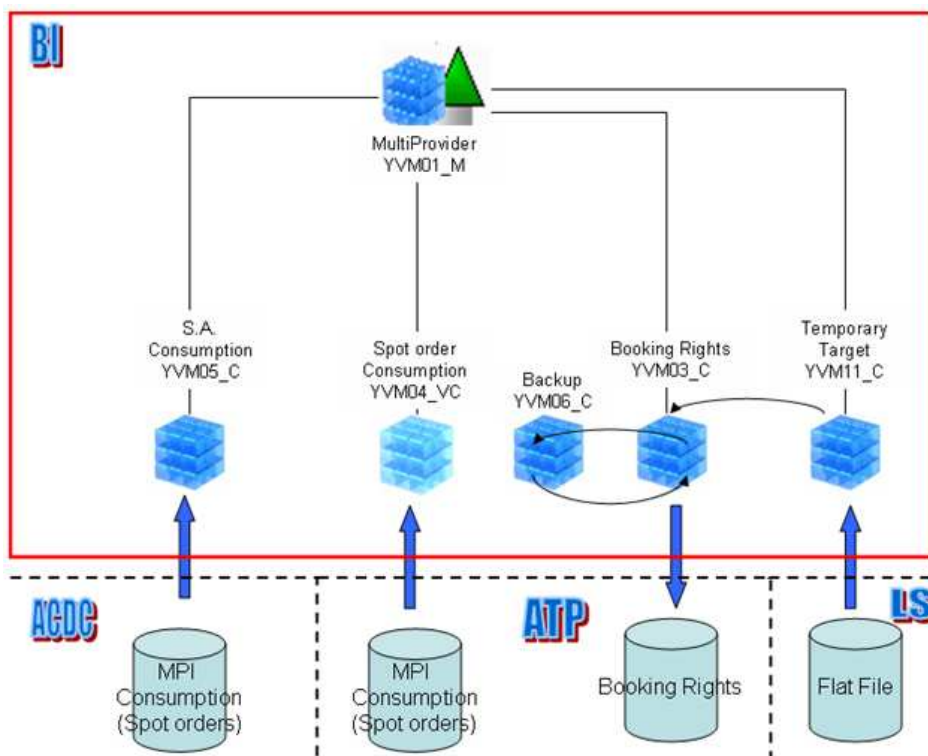 BI
MultiProvider
YVM01_M
S.A.
Consumption
YVM05_C
Spot order
Consumption
YVM04_VC
Backup
YVM06_C
Booking Rights
YVM03_C
Temporary
Target
YVM11_C
ACDC
ATP
LS
MPI
Consumption
(Spot orders)
MPI
Consumption
(Spot orders)
Booking Rights
Flat File